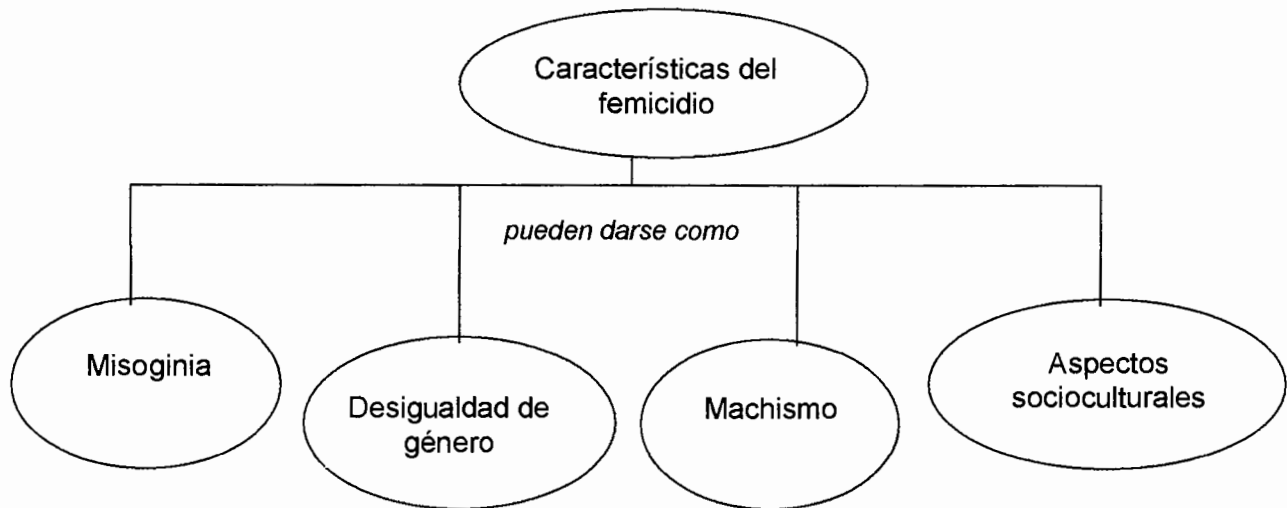 Características del
femicidio
pueden darse como
Misoginia
Desigualdad de
género
Machismo
Aspectos
socioculturales